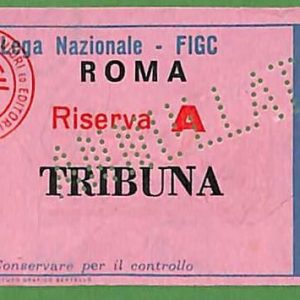 Lega Nazionale - FIGC
ROMA
Riserva A
TRIBUNA
Conservare per il controllo